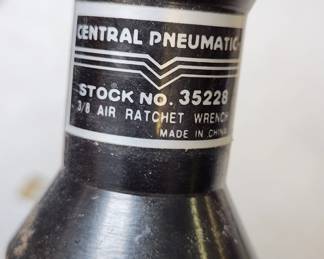 CENTRAL PNEUMATIC
STOCK NO. 35228
3/8 AIR RATCHET WRENCH
MADE IN CHINA